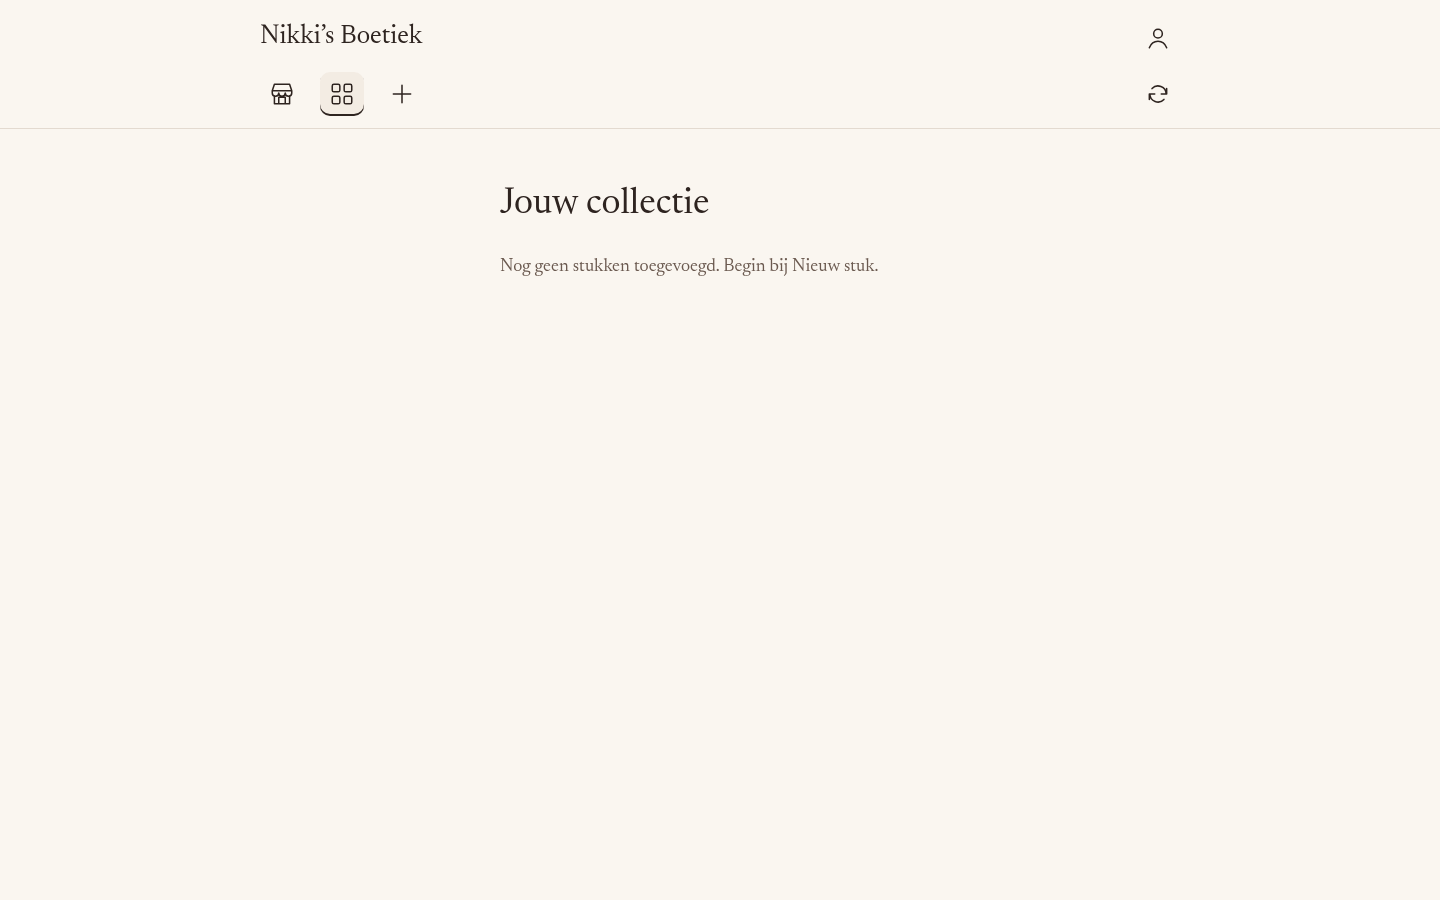 Nikki’s Boetiek
Jouw collectie
Nog geen stukken toegevoegd. Begin bij Nieuw stuk.